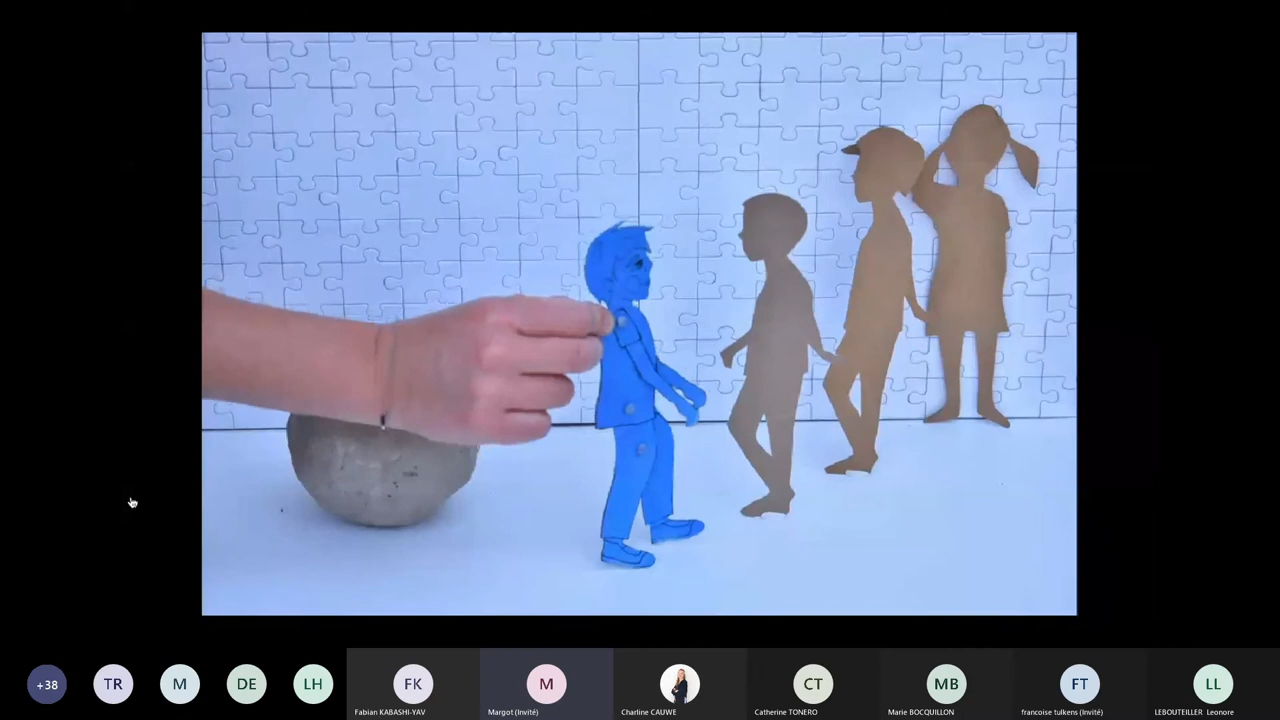 +38
TR
M
DE
LH
FK
M
CT
MB
FT
LL
Fabian KABASHI-YAV
Margot (Invité)
Charline CAUWE
Catherine TONERO
Marie BOCQUILLON
francoise tulkens (Invité)
LEBOUTEILLER Leonore